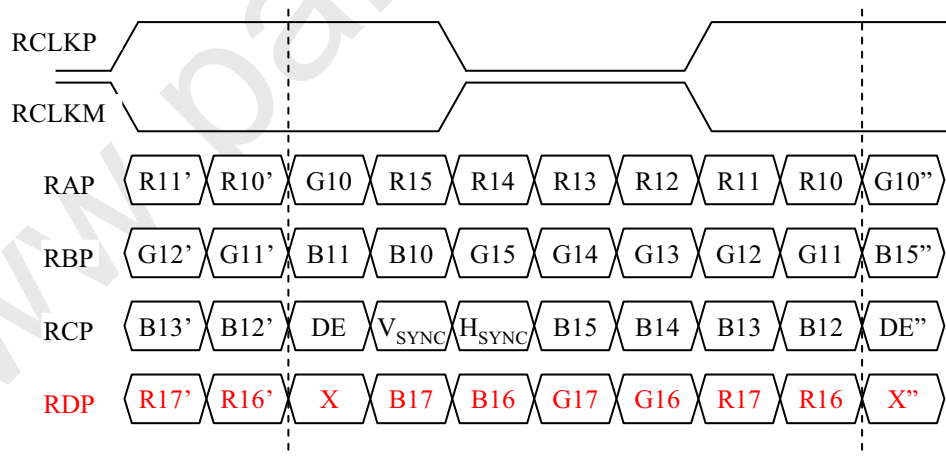 RCLKP
RCLKM
RAP R11’ R10’ G10 R15 R14 R13 R12 R11 R10 G10”
RBP G12’ G11’ B11 B10 G15 G14 G13 G12 G11 B15”
RCP B13’ B12’ DE VSYNC HSYNC B15 B14 B13 B12 DE”
RDP R17’ R16’ X B17 B16 G17 G16 R17 R16 X”